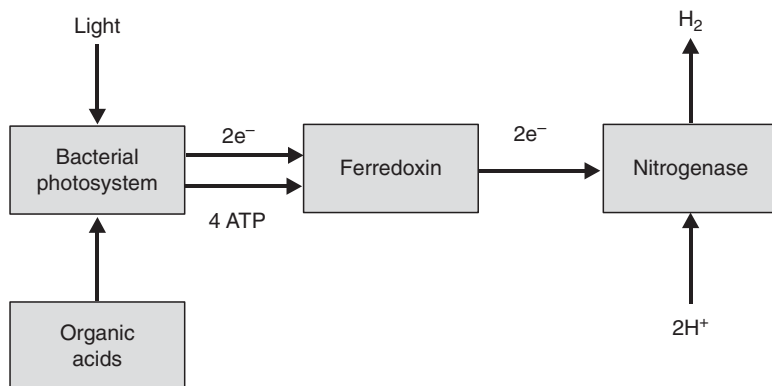 Light
H₂
2e⁻
2e⁻
Bacterial
photosystem
Ferredoxin
Nitrogenase
4 ATP
Organic
acids
2H⁺